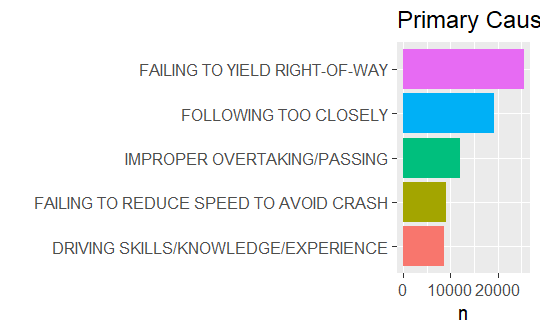 Primary Caus
FAILING TO YIELD RIGHT-OF-WAY
FOLLOWING TOO CLOSELY
IMPROPER OVERTAKING/PASSING
FAILING TO REDUCE SPEED TO AVOID CRASH
DRIVING SKILLS/KNOWLEDGE/EXPERIENCE
0 10000 20000
n